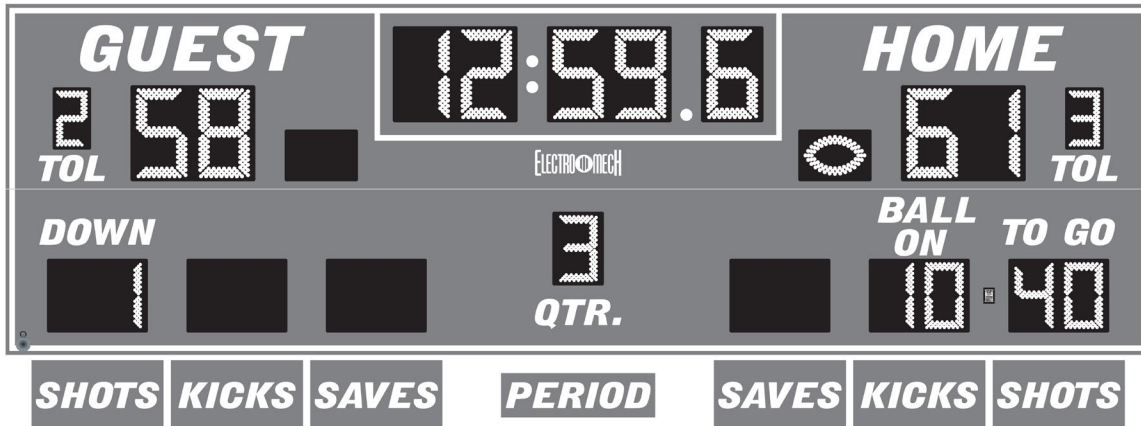 GUEST 12:59.6 HOME
2 58 61 3
TOL TOL
ELECTRO MECH
DOWN 3 BALL ON TO GO
1 10 40
QTR.
SHOTS KICKS SAVES PERIOD SAVES KICKS SHOTS